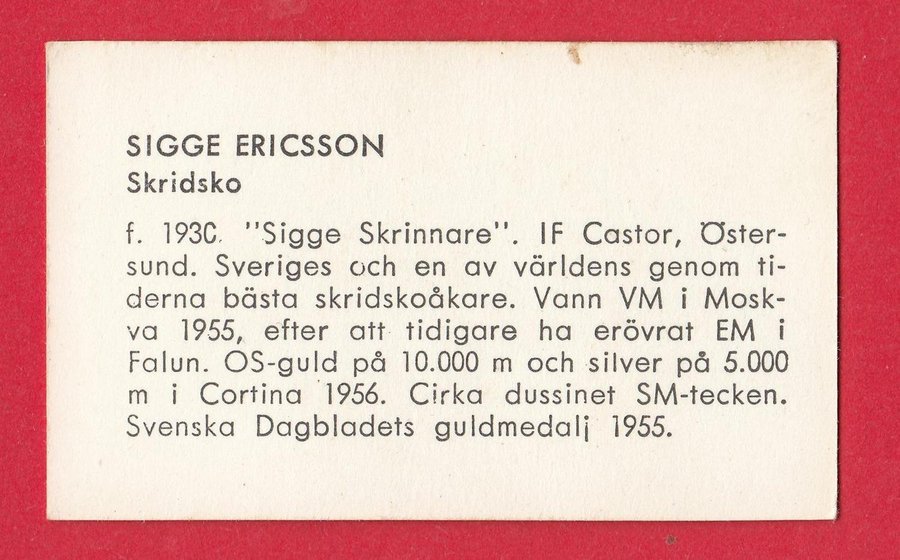 SIGGE ERICSSON
Skridsko
f. 1930. "Sigge Skrinnare". IF Castor, Öster-
sund. Sveriges och en av världens genom ti-
derna bästa skridskoåkare. Vann VM i Mosk-
va 1955, efter att tidigare ha erövrat EM i
Falun. OS-guld på 10.000 m och silver på 5.000
m i Cortina 1956. Cirka dussinet SM-tecken.
Svenska Dagbladets guldmedalj 1955.